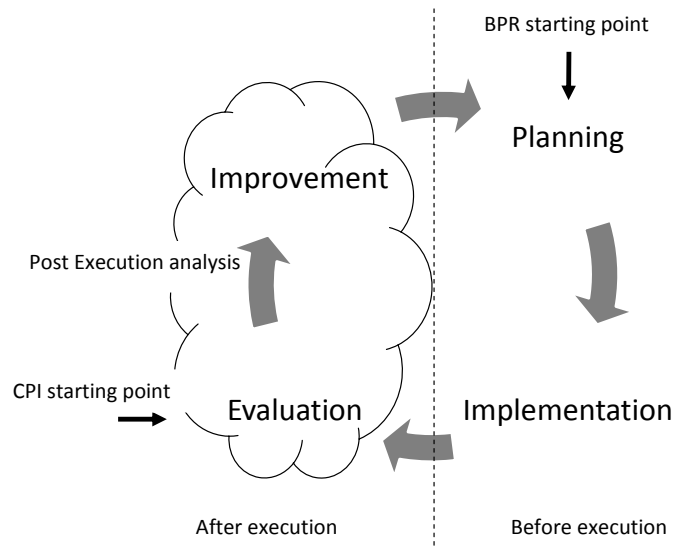 BPR starting point
Planning
Improvement
Post Execution analysis
CPI starting point
Evaluation
Implementation
After execution
Before execution